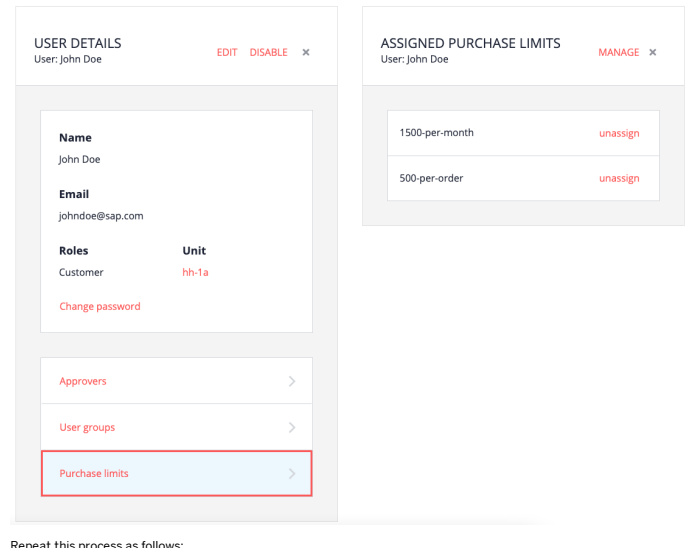 USER DETAILS
User: John Doe
EDIT DISABLE ×
Name
John Doe
Email
johndoe@sap.com
Roles Unit
Customer hh-1a
Change password
Approvers
User groups
Purchase limits
ASSIGNED PURCHASE LIMITS
User: John Doe
MANAGE ×
1500-per-month unassign
500-per-order unassign
Repeat this process as follows: